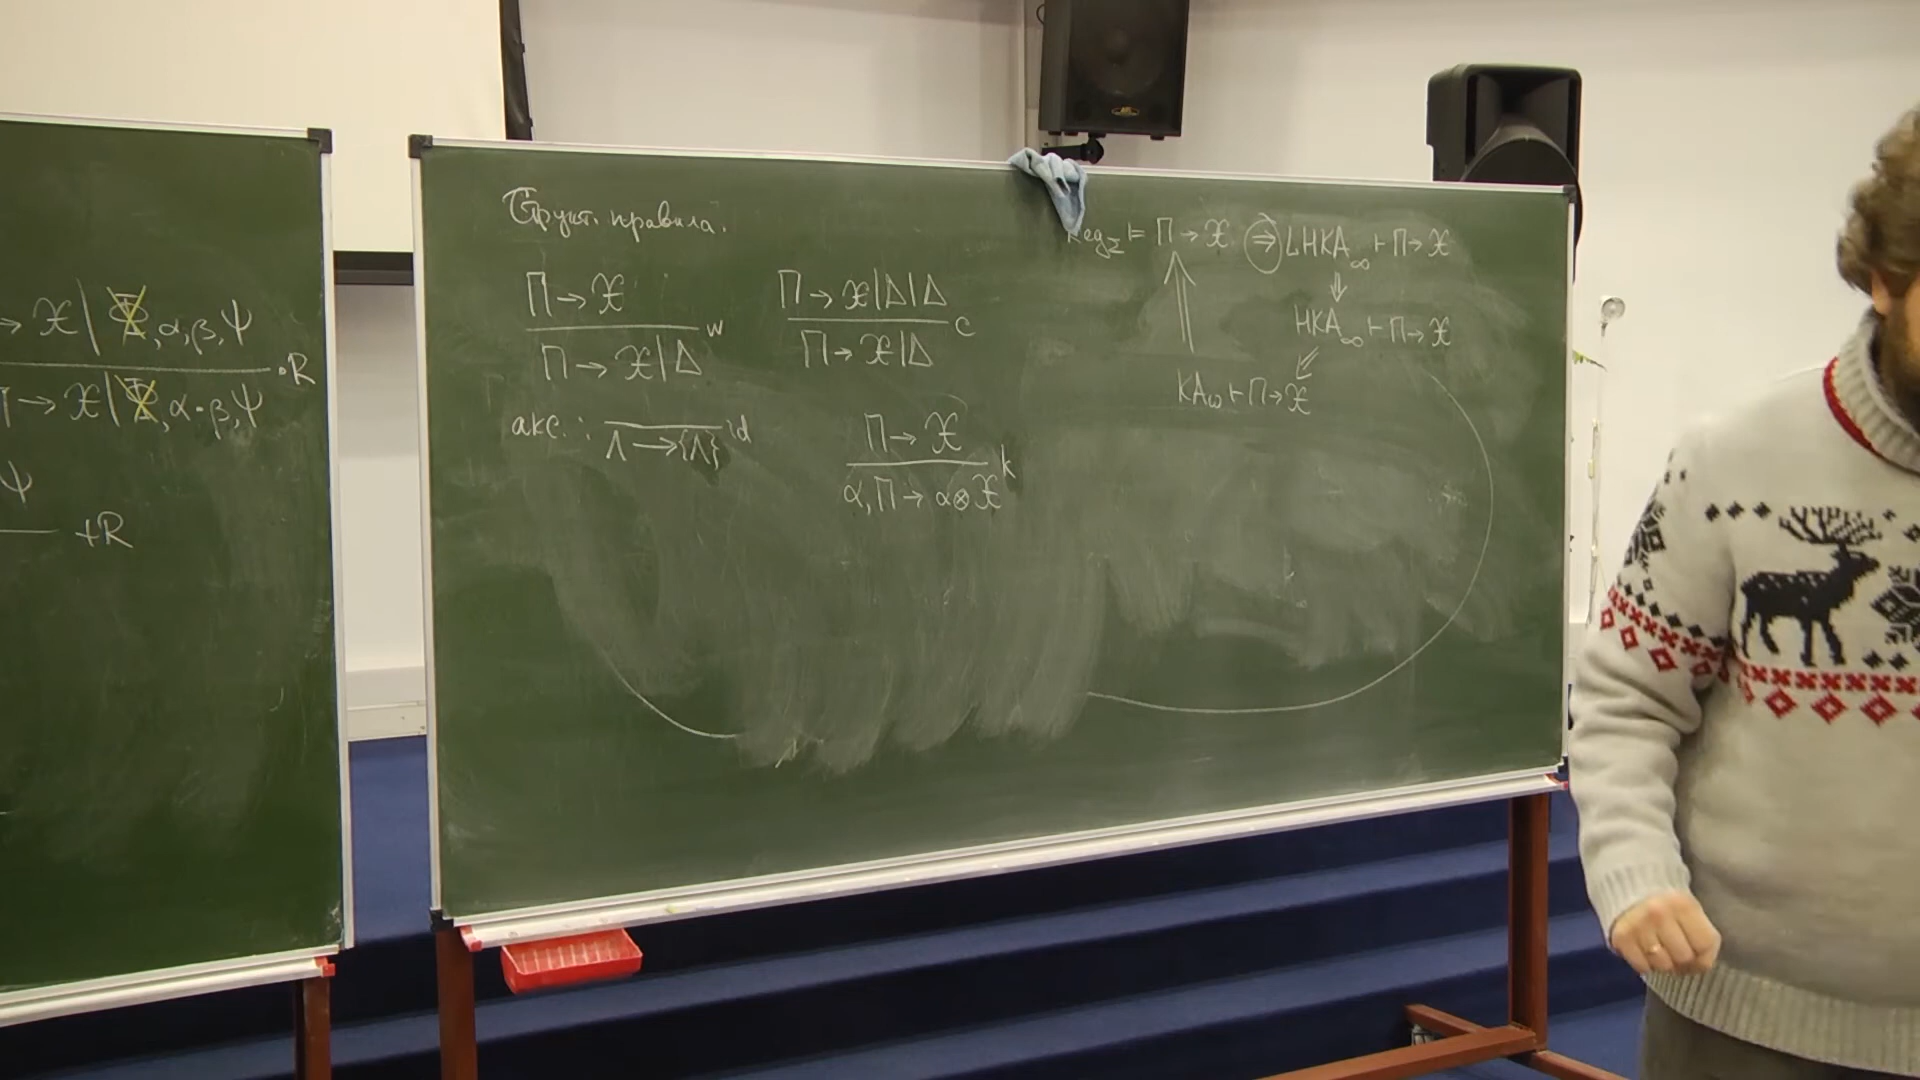 → 𝒳 | Φ, α, β, Ψ
·R
Π → 𝒳 | Φ, α·β, Ψ
Ψ
+R
Структ. правила.
Π → 𝒳
w
Π → 𝒳 | Δ
Π → 𝒳 | Δ | Δ
c
Π → 𝒳 | Δ
акс.: Λ → {Λ} id
Π → 𝒳
k
α, Π → α ⊗ 𝒳
Reg_Σ ⊨ Π → 𝒳 ⇒ LHKA_∞ ⊢ Π → 𝒳
⇓
HKA_∞ ⊢ Π → 𝒳
KA_ω ⊢ Π → 𝒳